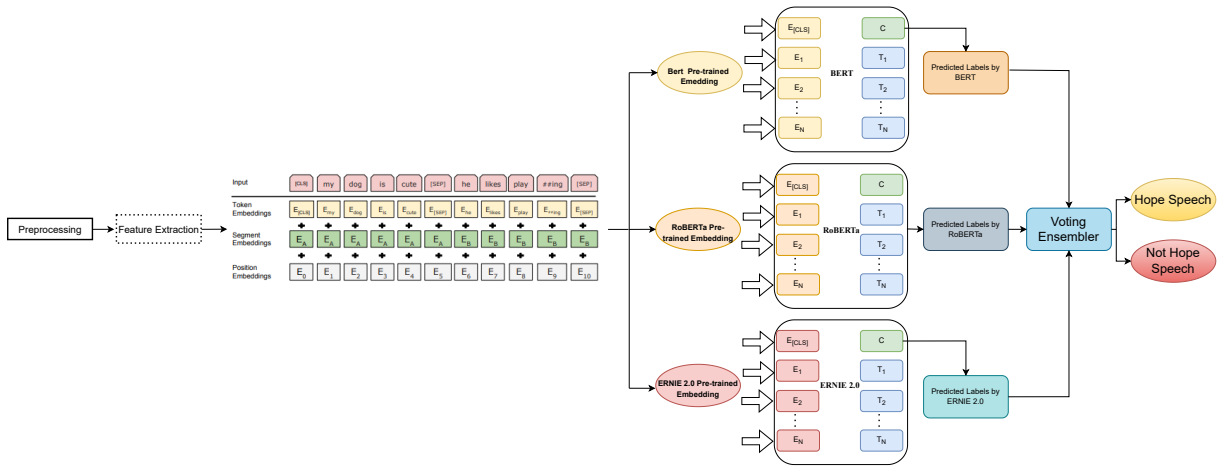 Preprocessing
Feature Extraction
Input
[CLS] my dog is cute [SEP] he likes play ##ing [SEP]
Token
Embeddings
E[CLS] Emy Edog Eis Ecute E[SEP] Ehe Elikes Eplay E##ing E[SEP]
Segment
Embeddings
EA EA EA EA EA EA EB EB EB EB EB
Position
Embeddings
E0 E1 E2 E3 E4 E5 E6 E7 E8 E9 E10
Bert Pre-trained
Emedding
E[CLS] C
E1 T1
BERT
E2 T2
EN TN
Predicted Labels by
BERT
RoBERTa Pre-
trained Embedding
E[CLS] C
E1 T1
RoBERTa
E2 T2
EN TN
Predicted Labels by
RoBERTa
ERNIE 2.0 Pre-trained
Embedding
E[CLS] C
E1 T1
ERNIE 2.0
E2 T2
EN TN
Predicted Labels by
ERNIE 2.0
Voting
Ensembler
Hope Speech
Not Hope
Speech